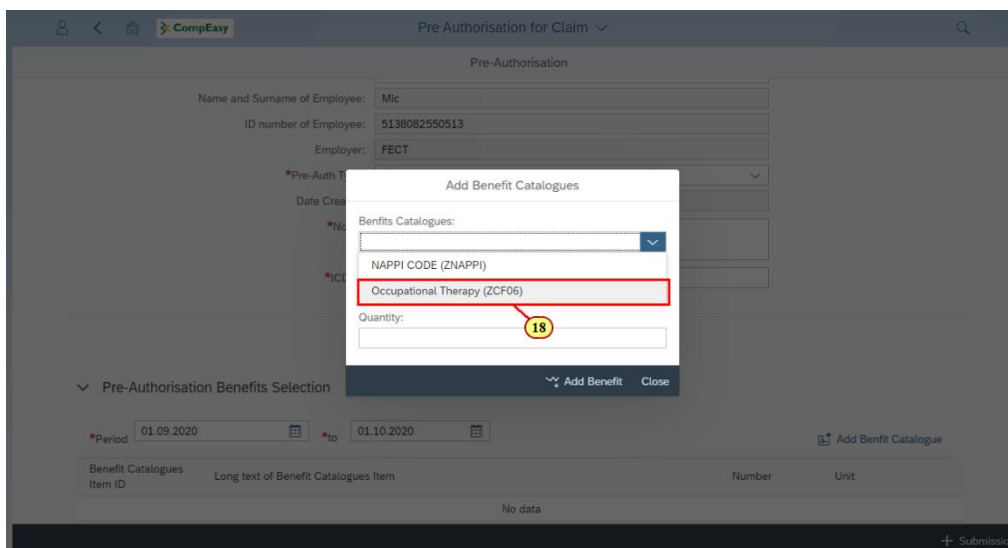 CompEasy
Pre Authorisation for Claim
Pre-Authorisation
Name and Surname of Employee: Mic
ID number of Employee: 5138082550513
Employer: FECT
*Pre-Auth T
Date Crea
*No
*ICD
Add Benefit Catalogues
Benfits Catalogues:
NAPPI CODE (ZNAPPI)
Occupational Therapy (ZCF06)
Quantity:
18
Add Benefit Close
Pre-Authorisation Benefits Selection
*Period 01.09.2020 *to 01.10.2020
Add Benfit Catalogue
Benefit Catalogues Long text of Benefit Catalogues Item Number Unit
Item ID
No data
+ Submissio